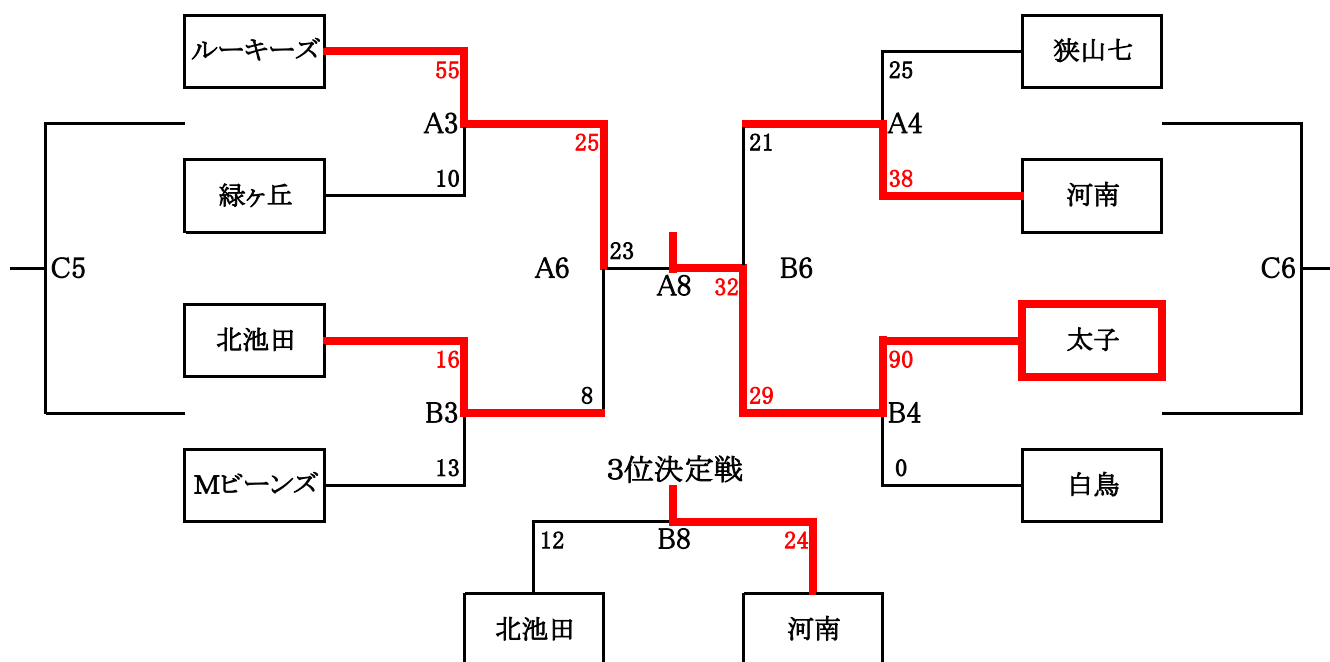 ルーキーズ
狭山七
55
25
A3
A4
25
21
10
38
緑ヶ丘
河南
23
C5
A6
A8
B6
C6
32
北池田
太子
16
90
8
29
B3
B4
13
0
Mビーンズ
白鳥
3位決定戦
12
B8
24
北池田
河南